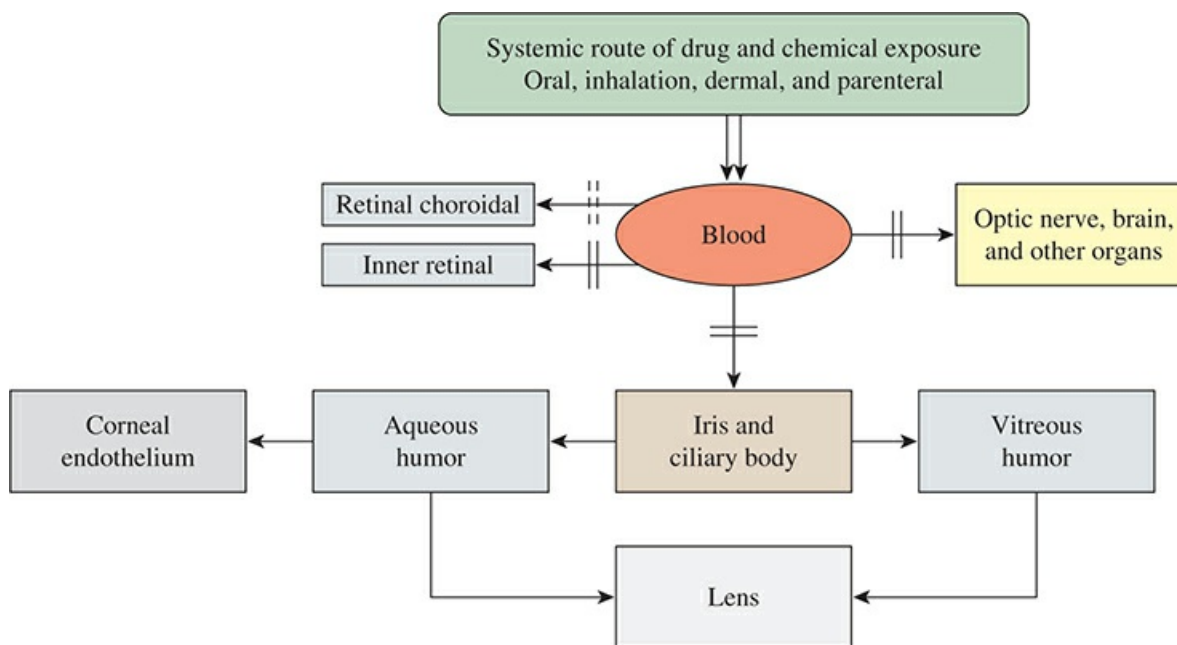 Systemic route of drug and chemical exposure
Oral, inhalation, dermal, and parenteral
Retinal choroidal
Inner retinal
Blood
Optic nerve, brain,
and other organs
Corneal
endothelium
Aqueous
humor
Iris and
ciliary body
Vitreous
humor
Lens